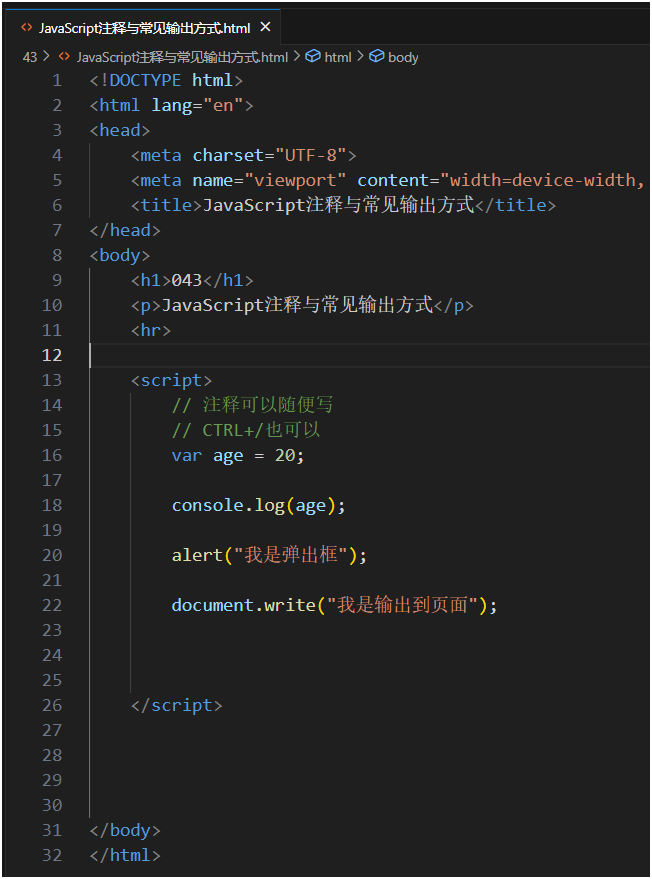 JavaScript注释与常见输出方式.html
43 > JavaScript注释与常见输出方式.html > html > body
1 <!DOCTYPE html>
2 <html lang="en">
3 <head>
4 <meta charset="UTF-8">
5 <meta name="viewport" content="width=device-width,
6 <title>JavaScript注释与常见输出方式</title>
7 </head>
8 <body>
9 <h1>043</h1>
10 <p>JavaScript注释与常见输出方式</p>
11 <hr>
12
13 <script>
14 // 注释可以随便写
15 // CTRL+/也可以
16 var age = 20;
17
18 console.log(age);
19
20 alert("我是弹出框");
21
22 document.write("我是输出到页面");
23
24
25
26 </script>
27
28
29
30
31 </body>
32 </html>